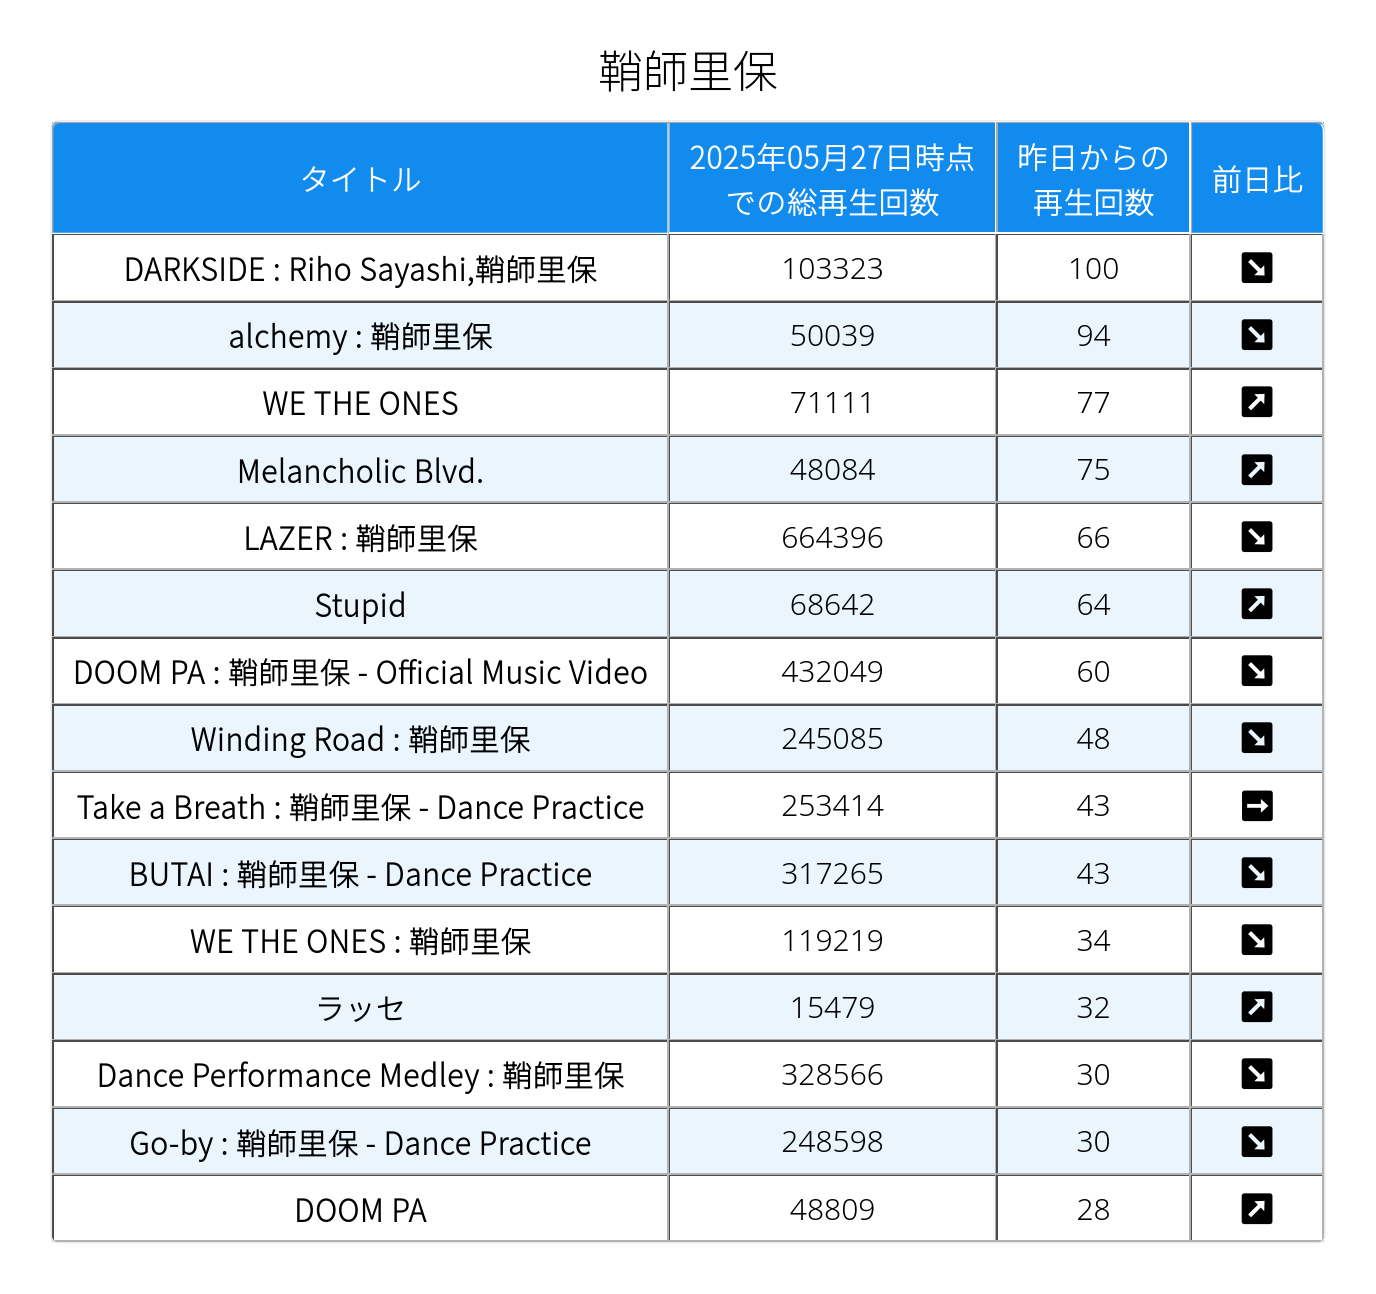 鞘師里保
タイトル 2025年05月27日時点での総再生回数 昨日からの再生回数 前日比
DARKSIDE : Riho Sayashi,鞘師里保 103323 100 ↘
alchemy : 鞘師里保 50039 94 ↘
WE THE ONES 71111 77 ↗
Melancholic Blvd. 48084 75 ↗
LAZER : 鞘師里保 664396 66 ↘
Stupid 68642 64 ↗
DOOM PA : 鞘師里保 - Official Music Video 432049 60 ↘
Winding Road : 鞘師里保 245085 48 ↘
Take a Breath : 鞘師里保 - Dance Practice 253414 43 →
BUTAI : 鞘師里保 - Dance Practice 317265 43 ↘
WE THE ONES : 鞘師里保 119219 34 ↘
ラッセ 15479 32 ↗
Dance Performance Medley : 鞘師里保 328566 30 ↘
Go-by : 鞘師里保 - Dance Practice 248598 30 ↘
DOOM PA 48809 28 ↗